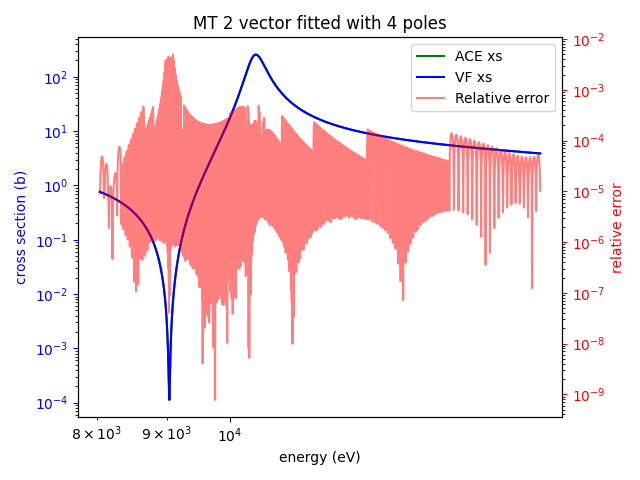 MT 2 vector fitted with 4 poles
ACE xs
VF xs
Relative error
cross section (b)
10²
10¹
10⁰
10⁻¹
10⁻²
10⁻³
10⁻⁴
relative error
10⁻²
10⁻³
10⁻⁴
10⁻⁵
10⁻⁶
10⁻⁷
10⁻⁸
10⁻⁹
8 × 10³ 9 × 10³ 10⁴
energy (eV)